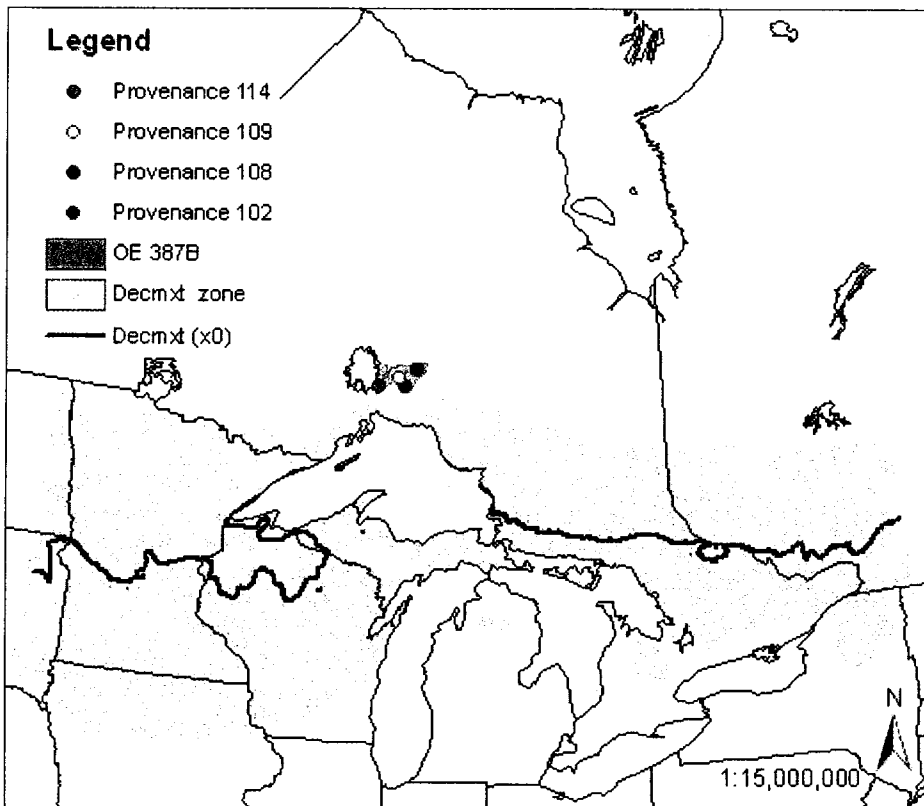 Legend
Provenance 114
Provenance 109
Provenance 108
Provenance 102
OE 387B
Decmxt zone
Decmxt (x0)
N
1:15,000,000